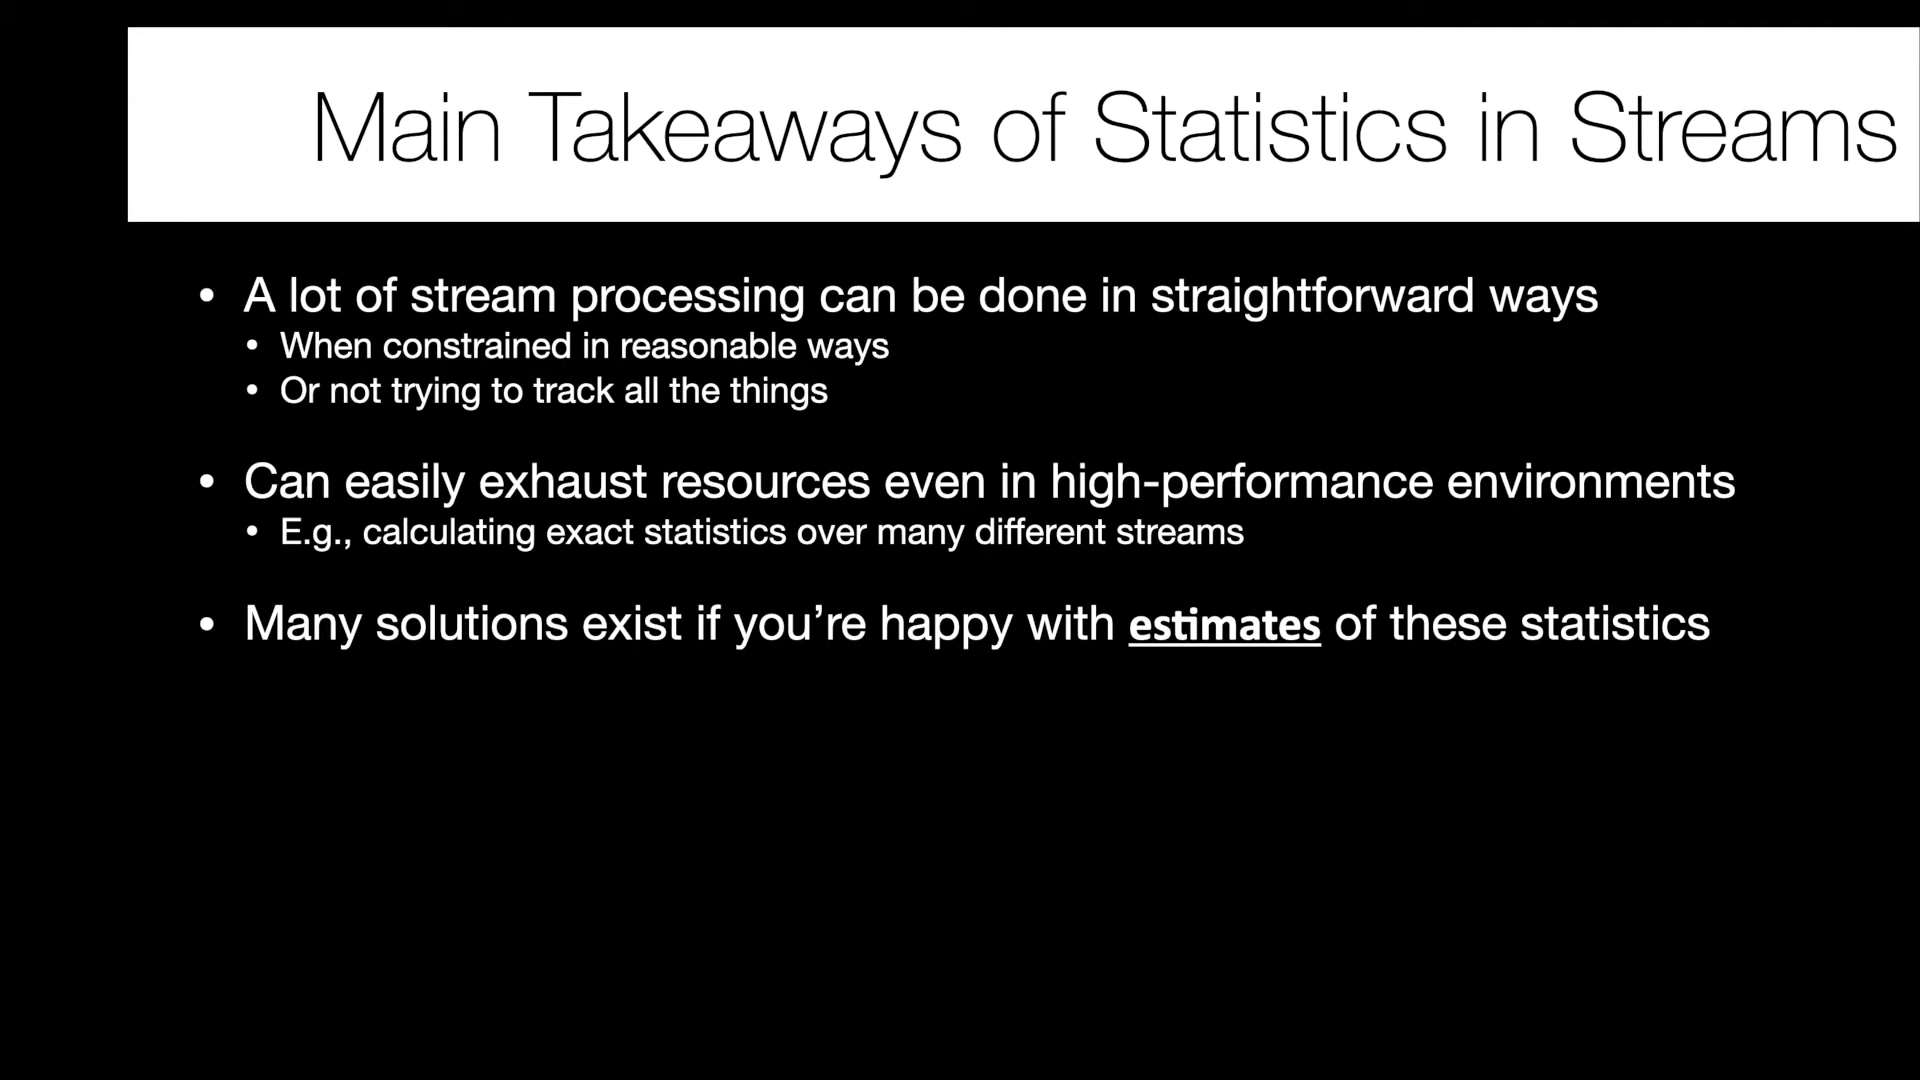 Main Takeaways of Statistics in Streams
• A lot of stream processing can be done in straightforward ways
• When constrained in reasonable ways
• Or not trying to track all the things
• Can easily exhaust resources even in high-performance environments
• E.g., calculating exact statistics over many different streams
• Many solutions exist if you’re happy with estimates of these statistics